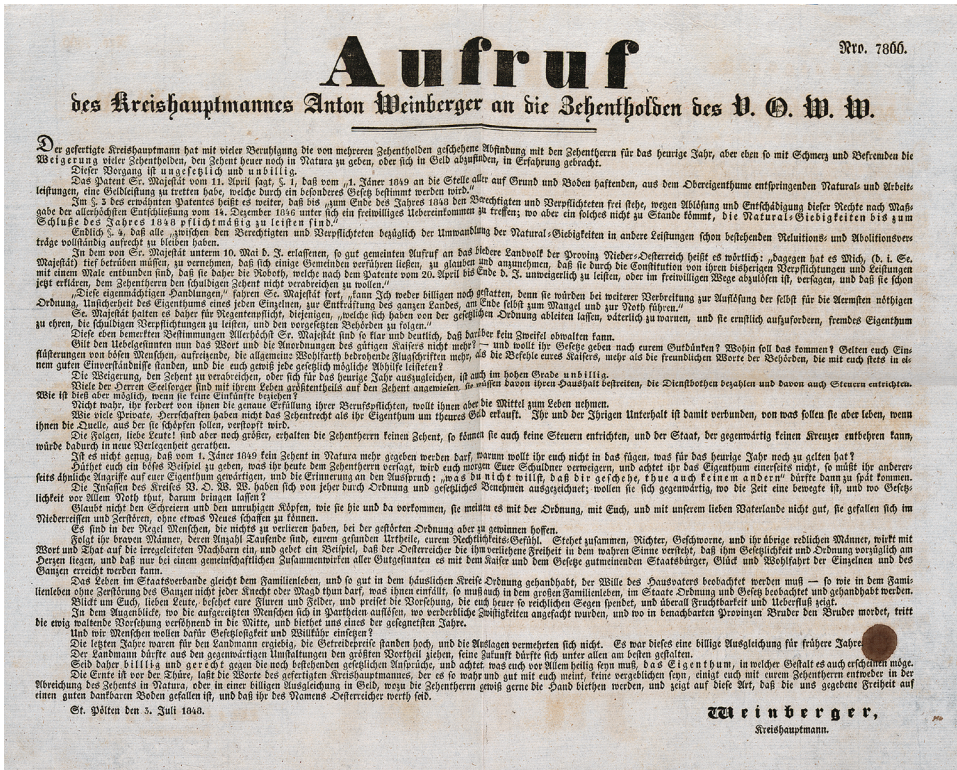 Aufruf
Nro. 7866.
des Kreishauptmannes Anton Weinberger an die Zehentholden des V. O. W. W.
Der gefertigte Kreishauptmann hat mit vieler Beruhigung die von mehreren Zehentholden geschehene Abfindung mit den Zehentherrn für das heurige Jahr, aber eben so mit Schmerz und Befremden die
Weigerung vieler Zehentholden, den Zehent heuer noch in Natura zu geben, oder sich in Geld abzufinden, in Erfahrung gebracht.
Dieser Vorgang ist ungesetzlich und unbillig.
Das Patent Sr. Majestät vom 11. April sagt, §. 1, daß vom „1. Jäner 1849 an die Stelle aller auf Grund und Boden haftenden, aus dem Obereigenthume entspringenden Natural- und Arbeits-
leistungen, eine Geldleistung zu treten habe, welche durch ein besonderes Gesetz bestimmt werden wird.“
Im §. 3 des erwähnten Patentes heißt es weiter, daß bis „zum Ende des Jahres 1848 den Berechtigten und Verpflichteten frei stehe, wegen Ablösung und Entschädigung dieser Rechte nach Maß-
gabe der allerhöchsten Entschließung vom 14. Dezember 1846 unter sich ein freiwilliges Uebereinkommen zu treffen; wo aber ein solches nicht zu Stande kömmt, die Natural-Giebigkeiten bis zum
Schluße des Jahres 1848 pflichtmäßig zu leisten sind.“
Endlich §. 4, daß alle „zwischen den Berechtigten und Verpflichteten bezüglich der Umwandlung der Natural-Giebigkeiten in andere Leistungen schon bestehenden Reluitions- und Abolitionsver-
träge vollständig aufrecht zu bleiben haben.
In dem von Sr. Majestät unterm 10. Mai d. J. erlassenen, so gut gemeinten Aufruf an das biedere Landvolk der Provinz Nieder-Oesterreich heißt es wörtlich: „dagegen hat es Mich, (d. i. Se.
Majestät) tief betrüben müssen, zu vernehmen, daß sich einige Gemeinden verführen ließen, zu glauben und anzunehmen, daß sie durch die Constitution von ihren bisherigen Verpflichtungen und Leistungen
mit einem Male entbunden sind, daß sie daher die Roboth, welche nach dem Patente vom 20. April bis Ende D. J. unweigerlich zu leisten, oder im freiwilligen Wege abzulösen ist, versagen, und daß sie schon
jetzt erklären, dem Zehentherrn den Zehent nicht verabreichen zu wollen.“
„Diese eigenmächtigen Handlungen,“ fahren Se. Majestät fort, „kann Ich weder billigen noch gestatten, denn sie würden bei weiterer Verbreitung zur Auflösung der selbst für die Aermsten nöthigen
Ordnung, Unsicherheit des Eigenthums eines jeden Einzelnen, zur Entkräftung des ganzen Landes, am Ende selbst zum Mangel und zur Noth führen.“
Se. Majestät halten es daher für Regentenpflicht, diejenigen, „welche sich haben von der gesetzlichen Ordnung ableiten lassen, väterlich zu warnen, und sie ernstlich aufzufordern, fremdes Eigenthum
zu ehren, die schuldigen Verpflichtungen zu leisten, und den vorgesetzten Behörden zu folgen.“
Diese eben bemerkten Bestimmungen Allerhöchst Sr. Majestät sind so klar und deutlich, daß darüber kein Zweifel obwalten kann.
Gilt den Uebelgesinnten nun das Wort und die Anordnungen des gütigen Kaisers nicht mehr? — und wollt ihr Gesetze geben nach eurem Gutdünken? Wohin soll das kommen? Gelten euch Ein-
flüsterungen von bösen Menschen, aufreizende, die allgemeine Wohlfarth bedrohende Flugschriften mehr, als die Befehle eures Kaisers, mehr als die freundlichen Worte der Behörden, die mit euch stets in ei-
nem guten Einverständniße standen, und die euch gewiß jede gesetzlich mögliche Abhilfe leisteten?
Die Weigerung, den Zehent zu verabreichen, oder sich für das heurige Jahr auszugleichen, ist auch im hohen Grade unbillig.
Viele der Herren Seelsorger sind mit ihren Leben größtentheils auf den Zehent angewiesen, sie müssen davon ihren Haushalt bestreiten, die Dienstbothen bezahlen und davon auch Steuern entrichten.
Wie ist dieß aber möglich, wenn sie keine Einkünfte beziehen?
Nicht wahr, ihr fordert von ihnen die genaue Erfüllung ihrer Berufspflichten, wollt ihnen aber die Mittel zum Leben nehmen.
Wie viele Private, Herrschaften haben nicht das Zehentrecht als ihr Eigenthum um theures Geld erkauft. Ihr und der Ihrigen Unterhalt ist damit verbunden, von was sollen sie aber leben, wenn
ihnen die Quelle, aus der sie schöpfen sollen, verstopft wird.
Die Folgen, liebe Leute! sind aber noch größer, erhalten die Zehentherrn keinen Zehent, so können sie auch keine Steuern entrichten, und der Staat, der gegenwärtig keinen Kreuzer entbehren kann,
würde dadurch in neue Verlegenheit gerathen.
Ist es nicht genug, daß vom 1. Jäner 1849 kein Zehent in Natura mehr gegeben werden darf, warum wollt ihr euch nicht in das fügen, was für das heurige Jahr noch zu gelten hat?
Häthet euch ein böses Beispiel zu geben, was ihr heute dem Zehentherrn versagt, wird euch morgen Euer Schuldner verweigern, und achtet ihr das Eigenthum einerseits nicht, so müßt ihr anderer-
seits ähnliche Angriffe auf euer Eigenthum gewärtigen, und die Erinnerung an den Ausspruch: „was du nicht willst, daß dir geschehe, thue auch keinem andern“ dürfte dann zu spät kommen.
Die Insassen des Kreises V. O. W. W. haben sich von jeher durch Ordnung und gesetzliches Benehmen ausgezeichnet; wollen sie sich gegenwärtig, wo die Zeit eine bewegte ist, und wo Gesetz-
lichkeit vor Allem Noth thut, darum bringen lassen?
Glaubt nicht den Schreiern und den unruhigen Köpfen, wie sie hie und da vorkommen, sie meinen es mit der Ordnung, mit Euch, und mit unserem lieben Vaterlande nicht gut, sie gefallen sich im
Niederreissen und Zerstören, ohne etwas Neues schaffen zu können.
Es sind in der Regel Menschen, die nichts zu verlieren haben, bei der gestörten Ordnung aber zu gewinnen hoffen.
Folgt ihr braven Männer, deren Anzahl Tausende sind, eurem gesunden Urtheile, eurem Rechtlichkeits-Gefühl. Stehet zusammen, Richter, Geschworne, und ihr übrige redlichen Männer, wirkt mit
Wort und That auf die irregeleiteten Nachbarn ein, und gebet ein Beispiel, daß der Oesterreicher die ihm verliehene Freiheit in dem wahren Sinne versteht, daß ihm Gesetzlichkeit und Ordnung vorzüglich am
Herzen liegen, und daß nur bei einem gemeinschaftlichen Zusammenwirken aller Gutgesinnten es mit dem Kaiser und dem Gesetze gutmeinenden Staatsbürger, Glück und Wohlfahrt der Einzelnen und des
Ganzen erreicht werden kann.
Das Leben im Staatsverbande gleicht dem Familienleben, und so gut in dem häuslichen Kreise Ordnung gehandhabt, der Wille des Hausvaters beobachtet werden muß — so wie in dem Fami-
lienleben ohne Zerstörung des Ganzen nicht jeder Knecht oder Magd thun darf, was ihnen einfällt, so muß auch in dem großen Familienleben, im Staate Ordnung und Gesetz beobachtet und gehandhabt werden.
Blicket um Euch, lieben Leute, besehet eure Fluren und Felder, und preiset die Vorsehung, die euch heuer so reichlichen Segen spendet, und überall Fruchtbarkeit und Ueberfluß zeigt.
In dem Augenblicke, wo die aufgereitzten Menschen sich in Partheien auflösen, wo verderbliche Zwistigkeiten angefacht wurden, und wo in benachbarten Provinzen Bruder den Bruder mordet, tritt
die ewig waltende Vorsehung versöhnend in die Mitte, und biethet uns eines der gesegnetsten Jahre.
Und wir Menschen wollen dafür Gesetzlosigkeit und Willkühr einsetzen?
Die letzten Jahre waren für den Landmann ergiebig, die Getreidepreise standen hoch, und die Auslagen vermehrten sich nicht. Es war dieses eine billige Ausgleichung für frühere Jahre.
Der Landmann dürfte aus den gegenwärtigen Umstaltungen den größten Vortheil ziehen, seine Zukunft dürfte sich unter allen am besten gestalten.
Seid daher billig und gerecht gegen die noch bestehenden gesetzlichen Ansprüche, und achtet was euch vor Allem heilig seyn muß, das Eigenthum, in welcher Gestalt es auch erscheinen möge.
Die Ernte ist vor der Thüre, laßt die Worte des gefertigten Kreishauptmannes, der es so wahr und gut mit euch meint, keine vergeblichen seyn, einigt euch mit eurem Zehentherrn entweder in der
Abreichung des Zehents in Natura, oder in einer billigen Ausgleichung in Geld, wozu die Zehentherrn gewiß gerne die Hand biethen werden, und zeigt auf diese Art, daß die uns gegebene Freiheit auf
einen guten dankbaren Boden gefallen ist, und daß ihr des Namens Oesterreicher werth seid.
St. Pölten den 3. Juli 1848.
Weinberger,
Kreishauptmann.